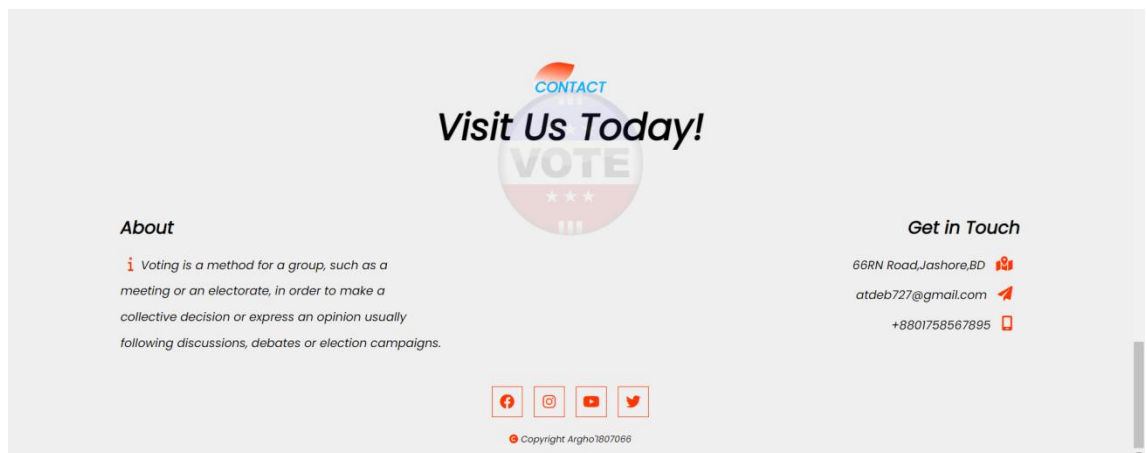 CONTACT
Visit Us Today!
VOTE
About
i Voting is a method for a group, such as a
meeting or an electorate, in order to make a
collective decision or express an opinion usually
following discussions, debates or election campaigns.
Get in Touch
66RN Road,Jashore,BD
atdeb727@gmail.com
+8801758567895
Copyright Argho'1807066